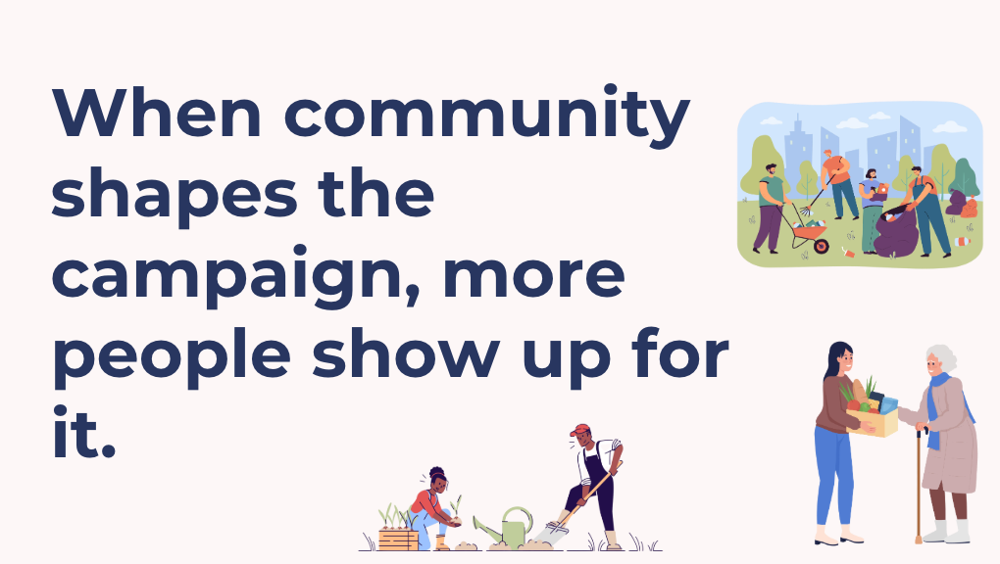 When community
shapes the
campaign, more
people show up for
it.